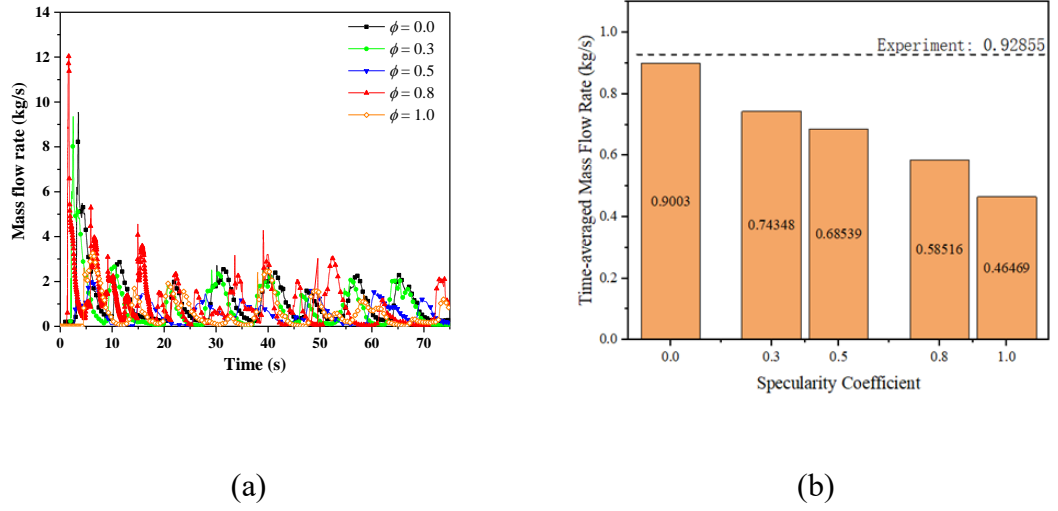 14
12
10
8
6
4
2
0
Mass flow rate (kg/s)
ϕ = 0.0
ϕ = 0.3
ϕ = 0.5
ϕ = 0.8
ϕ = 1.0
0 10 20 30 40 50 60 70
Time (s)
(a)
1.0
0.8
0.6
0.4
0.2
0.0
Time-averaged Mass Flow Rate (kg/s)
Experiment: 0.92855
0.9003
0.74348
0.68539
0.58516
0.46469
0.0 0.3 0.5 0.8 1.0
Specularity Coefficient
(b)